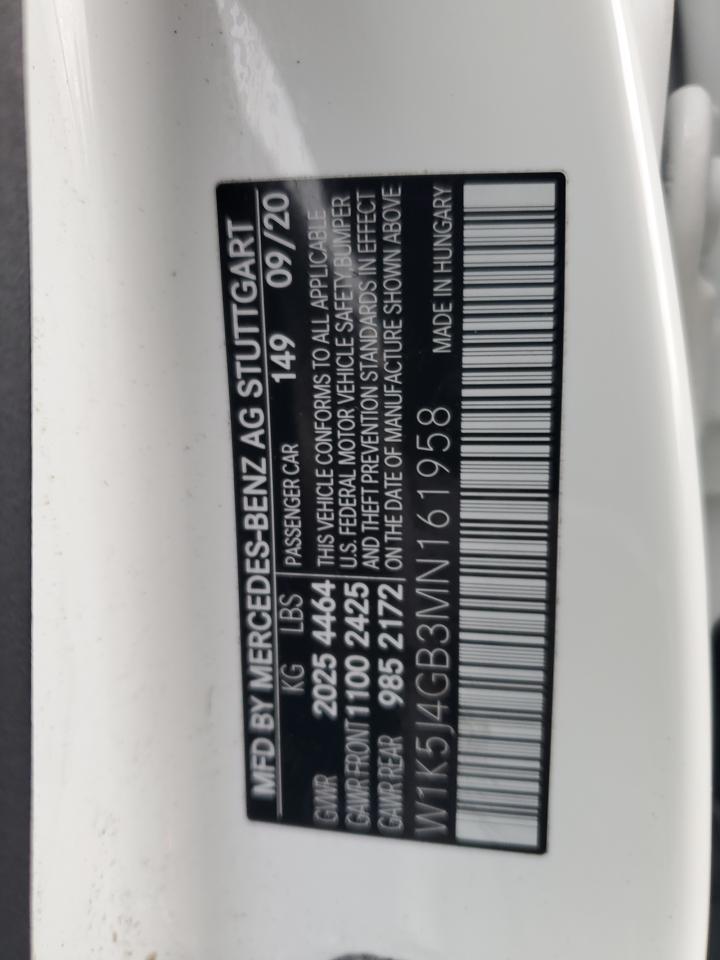 MFD BY MERCEDES-BENZ AG STUTTGART
KG LBS PASSENGER CAR 149 09/20
GVWR 2025 4464 THIS VEHICLE CONFORMS TO ALL APPLICABLE
GAWR FRONT 1100 2425 U.S. FEDERAL MOTOR VEHICLE SAFETY,BUMPER
GAWR REAR 985 2172 AND THEFT PREVENTION STANDARDS IN EFFECT
ON THE DATE OF MANUFACTURE SHOWN ABOVE
W1K5J4GB3MN161958 MADE IN HUNGARY